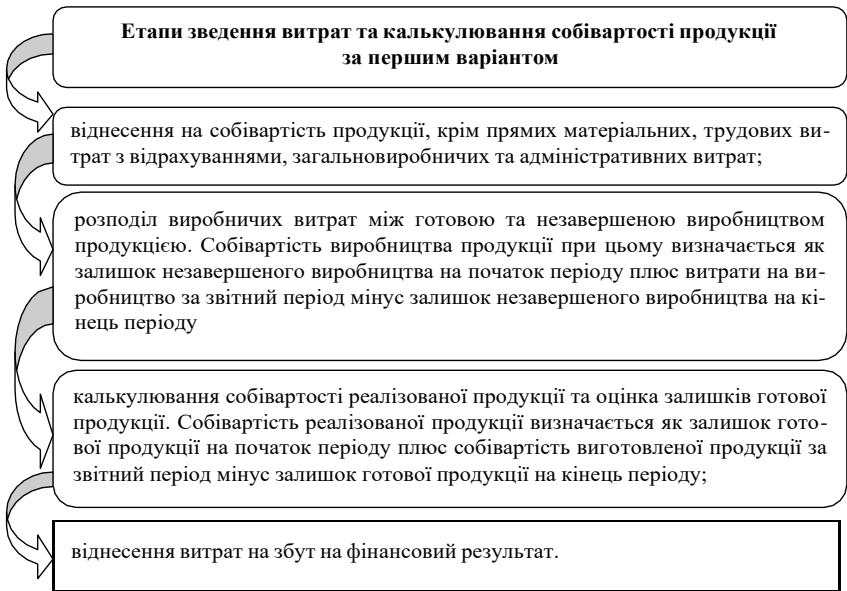 Етапи зведення витрат та калькулювання собівартості продукції
за першим варіантом
віднесення на собівартість продукції, крім прямих матеріальних, трудових ви-
трат з відрахуваннями, загальновиробничих та адміністративних витрат;
розподіл виробничих витрат між готовою та незавершеною виробництвом
продукцією. Собівартість виробництва продукції при цьому визначається як
залишок незавершеного виробництва на початок періоду плюс витрати на ви-
робництво за звітний період мінус залишок незавершеного виробництва на кі-
нець періоду
калькулювання собівартості реалізованої продукції та оцінка залишків готової
продукції. Собівартість реалізованої продукції визначається як залишок гото-
вої продукції на початок періоду плюс собівартість виготовленої продукції за
звітний період мінус залишок готової продукції на кінець періоду;
віднесення витрат на збут на фінансовий результат.